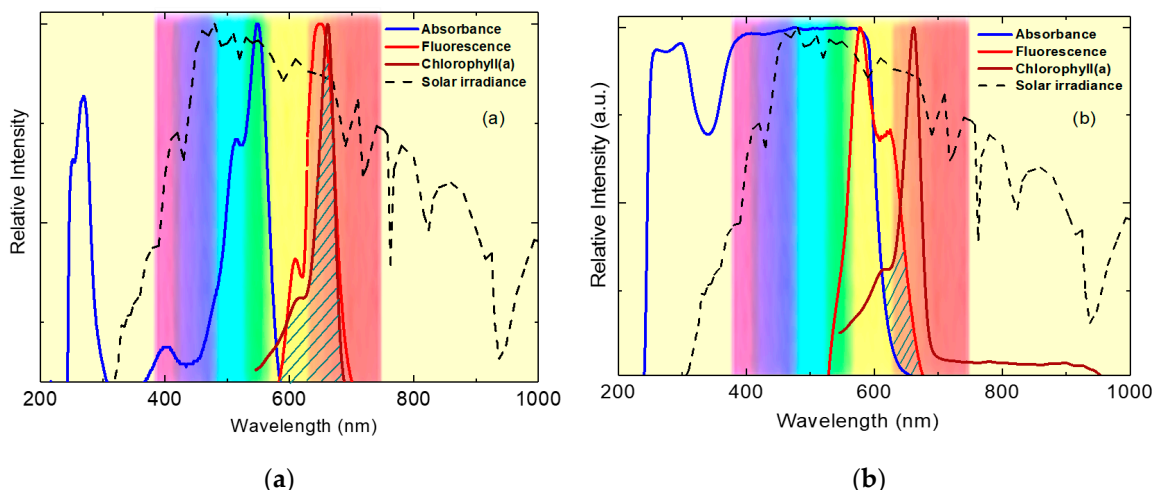 Absorbance
Fluorescence
Chlorophyll(a)
Solar irradiance
(a)
Relative Intensity
200
400
600
800
1000
Wavelength (nm)
(a)
Absorbance
Fluorescence
Chlorophyll(a)
Solar irradiance
(b)
Relative Intensity (a.u.)
200
400
600
800
1000
Wavelength (nm)
(b)